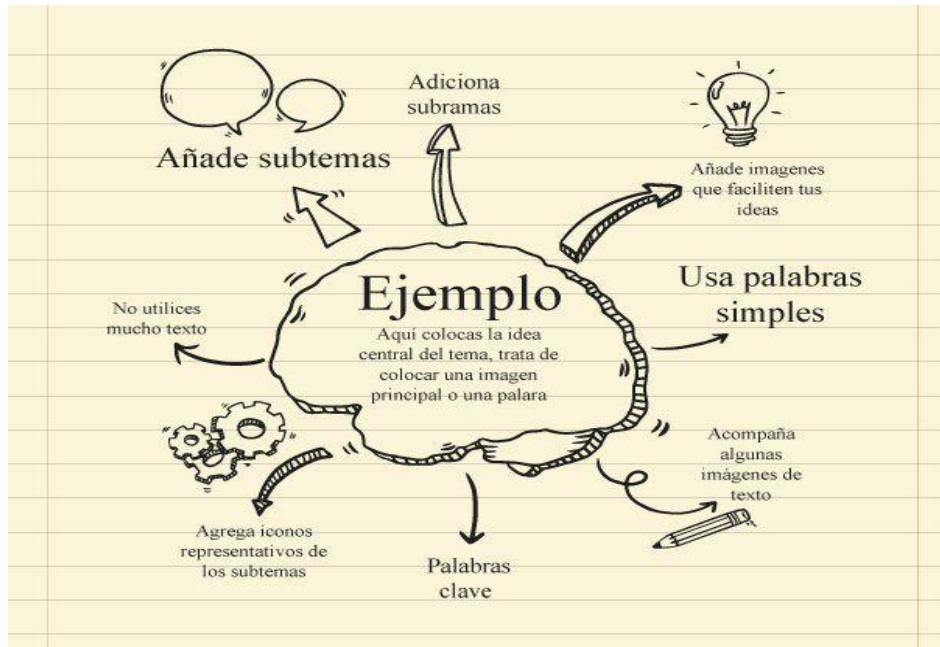 Adiciona
subramas
Añade subtemas
Añade imagenes
que faciliten tus
ideas
Ejemplo
Aquí colocas la idea
central del tema, trata de
colocar una imagen
principal o una palara
Usa palabras
simples
No utilices
mucho texto
Acompaña
algunas
imágenes de
texto
Agrega iconos
representativos de
los subtemas
Palabras
clave